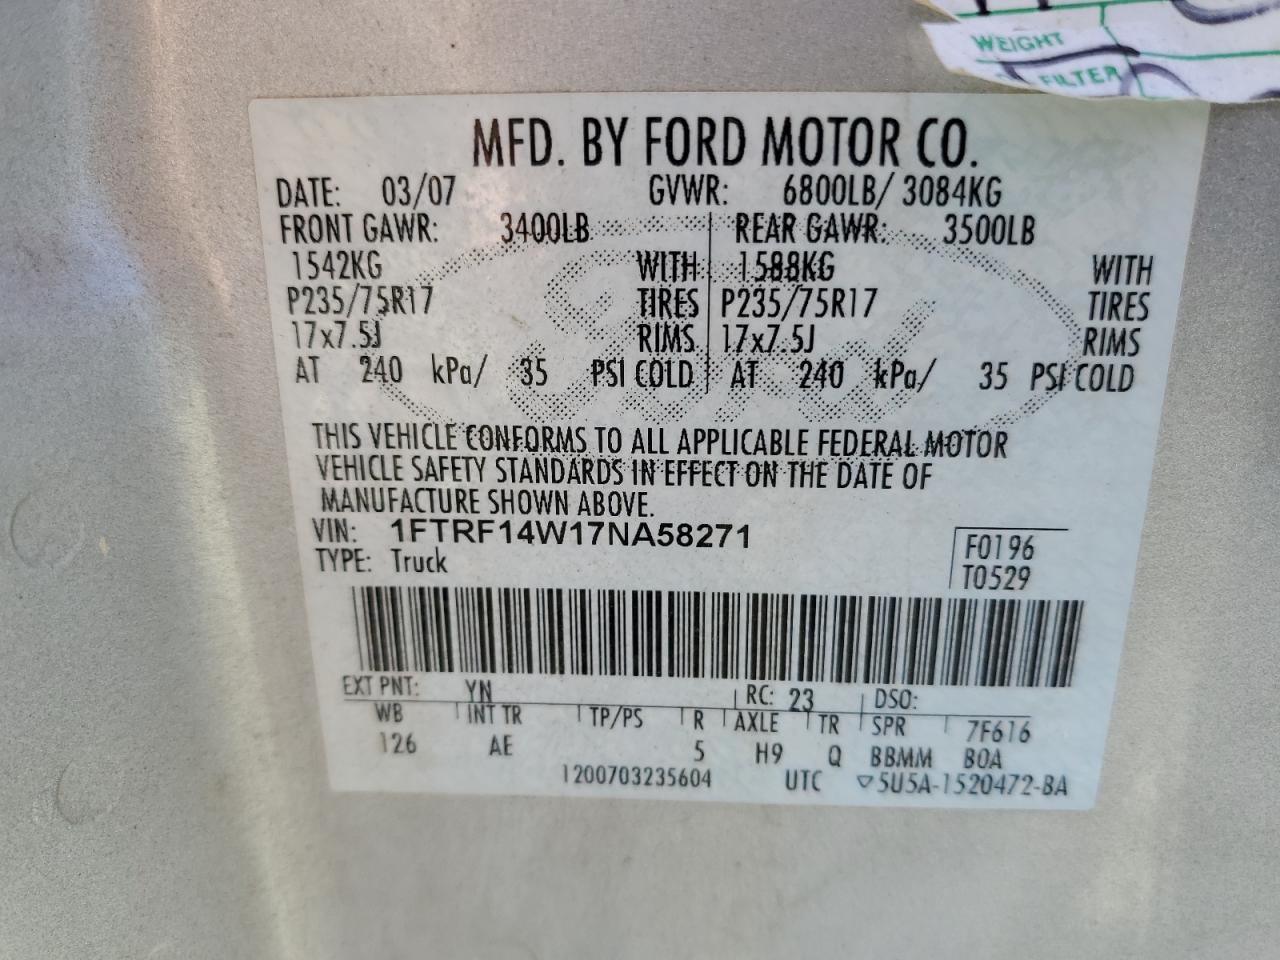 WEIGHT
FILTER
MFD. BY FORD MOTOR CO.
DATE: 03/07 GVWR: 6800LB/ 3084KG
FRONT GAWR: 3400LB REAR GAWR: 3500LB
1542KG WITH 1588KG WITH
P235/75R17 TIRES P235/75R17 TIRES
17x7.5J RIMS 17x7.5J RIMS
AT 240 kPa/ 35 PSI COLD AT 240 kPa/ 35 PSI COLD
THIS VEHICLE CONFORMS TO ALL APPLICABLE FEDERAL MOTOR
VEHICLE SAFETY STANDARDS IN EFFECT ON THE DATE OF
MANUFACTURE SHOWN ABOVE.
VIN: 1FTRF14W17NA58271
TYPE: Truck
F0196
T0529
EXT PNT: YN RC: 23 DSO:
WB INT TR TP/PS R AXLE TR SPR 7F616
126 AE 5 H9 Q BBMM BOA
1200703235604 UTC ▽5U5A-1520472-BA
Ford